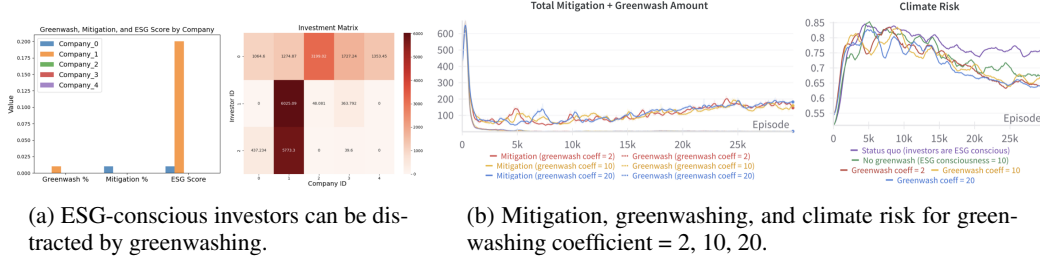 Greenwash, Mitigation, and ESG Score by Company
Company_0
Company_1
Company_2
Company_3
Company_4
Value
0.200
0.175
0.150
0.125
0.100
0.075
0.050
0.025
0.000
Greenwash % Mitigation % ESG Score
Investment Matrix
Investor ID
0
1064.6 1274.87 1727.24 1353.45
0 6025.09 46.081 363.792 0
2
437.234 5772.3 0 39.6 0
0 1 2 3 4
Company ID
6000
5000
4000
3000
2000
1000
0
Total Mitigation + Greenwash Amount
600
500
400
300
200
100
Episode
0 5k 10k 15k 20k 25k
Mitigation (greenwash coeff = 2) Greenwash (greenwash coeff = 2)
Mitigation (greenwash coeff = 10) Greenwash (greenwash coeff = 10)
Mitigation (greenwash coeff = 20) Greenwash (greenwash coeff = 20)
Climate Risk
0.85
0.8
0.75
0.7
0.65
0.6
0.55
Episode
0 5k 10k 15k 20k 25k
Status quo (investors are ESG conscious)
No greenwash (ESG consciousness = 10)
Greenwash coeff = 2 Greenwash coeff = 10
Greenwash coeff = 20
(a) ESG-conscious investors can be dis-
tracted by greenwashing.
(b) Mitigation, greenwashing, and climate risk for green-
washing coefficient = 2, 10, 20.